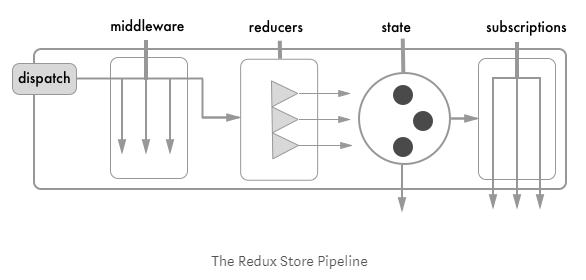 middleware
reducers
state
subscriptions
dispatch
The Redux Store Pipeline